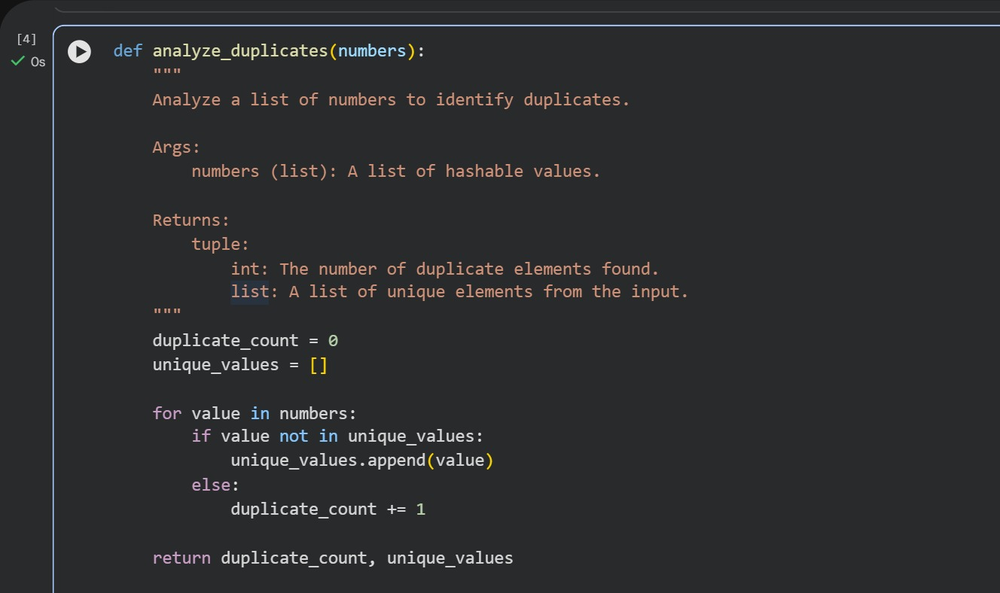 [4]
0s
def analyze_duplicates(numbers):
    """
    Analyze a list of numbers to identify duplicates.

    Args:
        numbers (list): A list of hashable values.

    Returns:
        tuple:
            int: The number of duplicate elements found.
            list: A list of unique elements from the input.
    """
    duplicate_count = 0
    unique_values = []

    for value in numbers:
        if value not in unique_values:
            unique_values.append(value)
        else:
            duplicate_count += 1

    return duplicate_count, unique_values